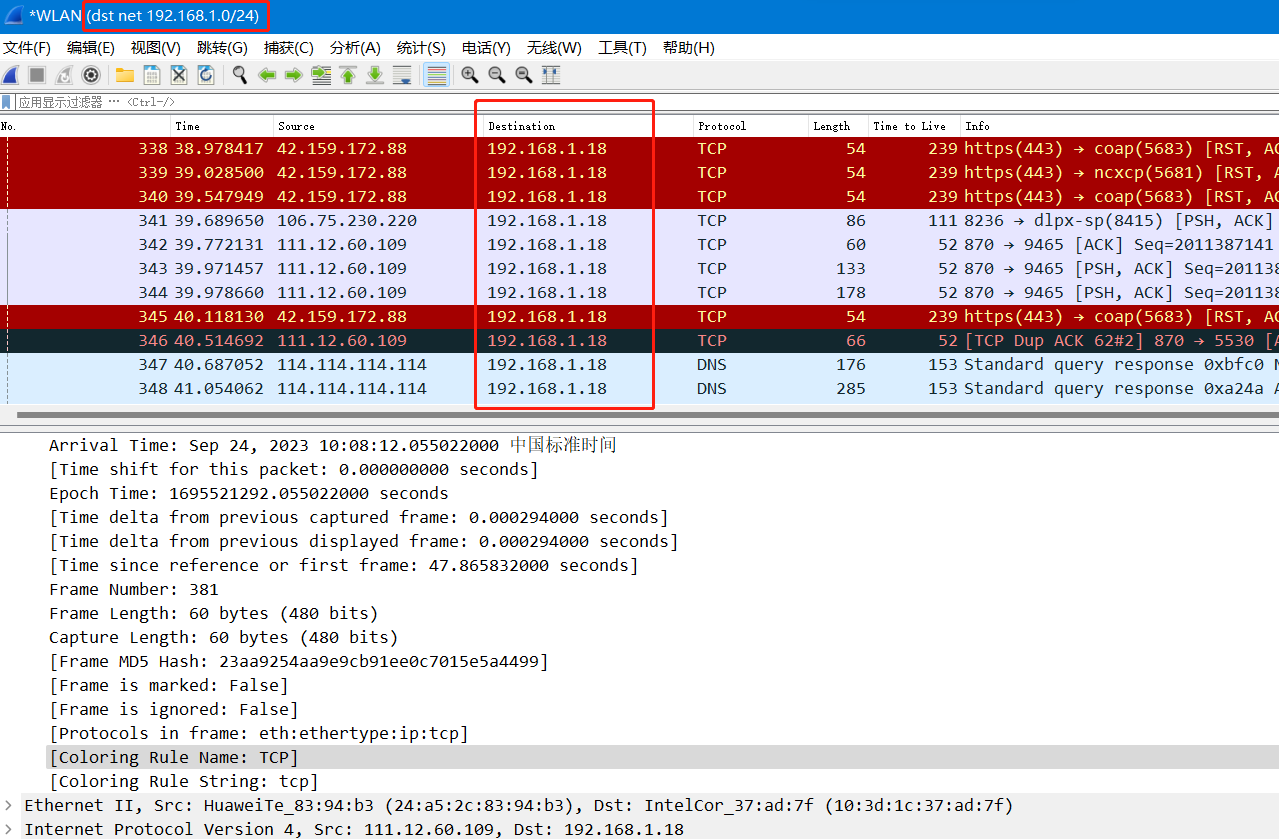 *WLAN (dst net 192.168.1.0/24)
文件(F) 编辑(E) 视图(V) 跳转(G) 捕获(C) 分析(A) 统计(S) 电话(Y) 无线(W) 工具(T) 帮助(H)
应用显示过滤器 … <Ctrl-/>
No. Time Source Destination Protocol Length Time to Live Info
338 38.978417 42.159.172.88 192.168.1.18 TCP 54 239 https(443) → coap(5683) [RST, AC
339 39.028500 42.159.172.88 192.168.1.18 TCP 54 239 https(443) → ncxcp(5681) [RST, A
340 39.547949 42.159.172.88 192.168.1.18 TCP 54 239 https(443) → coap(5683) [RST, AC
341 39.689650 106.75.230.220 192.168.1.18 TCP 86 111 8236 → dlpx-sp(8415) [PSH, ACK]
342 39.772131 111.12.60.109 192.168.1.18 TCP 60 52 870 → 9465 [ACK] Seq=2011387141
343 39.971457 111.12.60.109 192.168.1.18 TCP 133 52 870 → 9465 [PSH, ACK] Seq=20113
344 39.978660 111.12.60.109 192.168.1.18 TCP 178 52 870 → 9465 [PSH, ACK] Seq=20113
345 40.118130 42.159.172.88 192.168.1.18 TCP 54 239 https(443) → coap(5683) [RST, AC
346 40.514692 111.12.60.109 192.168.1.18 TCP 66 52 [TCP Dup ACK 62#2] 870 → 5530 [A
347 40.687052 114.114.114.114 192.168.1.18 DNS 176 153 Standard query response 0xbfc0 N
348 41.054062 114.114.114.114 192.168.1.18 DNS 285 153 Standard query response 0xa24a A
Arrival Time: Sep 24, 2023 10:08:12.055022000 中国标准时间
[Time shift for this packet: 0.000000000 seconds]
Epoch Time: 1695521292.055022000 seconds
[Time delta from previous captured frame: 0.000294000 seconds]
[Time delta from previous displayed frame: 0.000294000 seconds]
[Time since reference or first frame: 47.865832000 seconds]
Frame Number: 381
Frame Length: 60 bytes (480 bits)
Capture Length: 60 bytes (480 bits)
[Frame MD5 Hash: 23aa9254aa9e9cb91ee0c7015e5a4499]
[Frame is marked: False]
[Frame is ignored: False]
[Protocols in frame: eth:ethertype:ip:tcp]
[Coloring Rule Name: TCP]
[Coloring Rule String: tcp]
Ethernet II, Src: HuaweiTe_83:94:b3 (24:a5:2c:83:94:b3), Dst: IntelCor_37:ad:7f (10:3d:1c:37:ad:7f)
Internet Protocol Version 4, Src: 111.12.60.109, Dst: 192.168.1.18